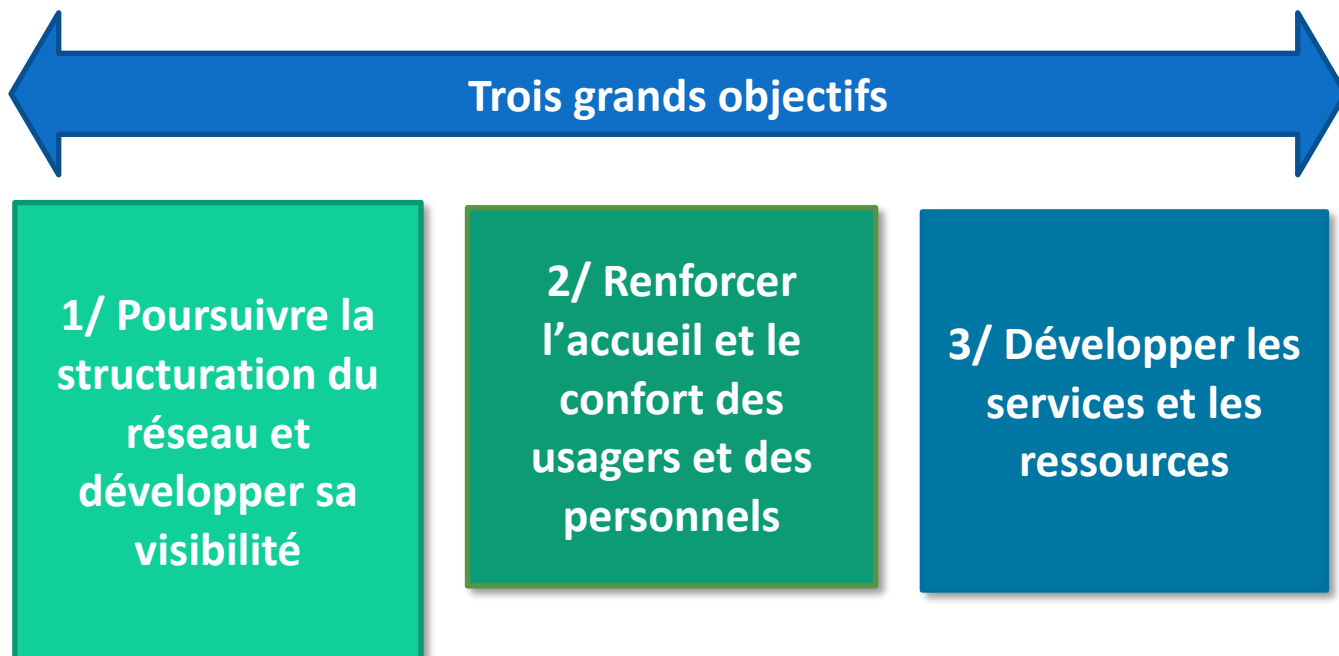 Trois grands objectifs
1/ Poursuivre la
structuration du
réseau et
développer sa
visibilité
2/ Renforcer
l’accueil et le
confort des
usagers et des
personnels
3/ Développer les
services et les
ressources